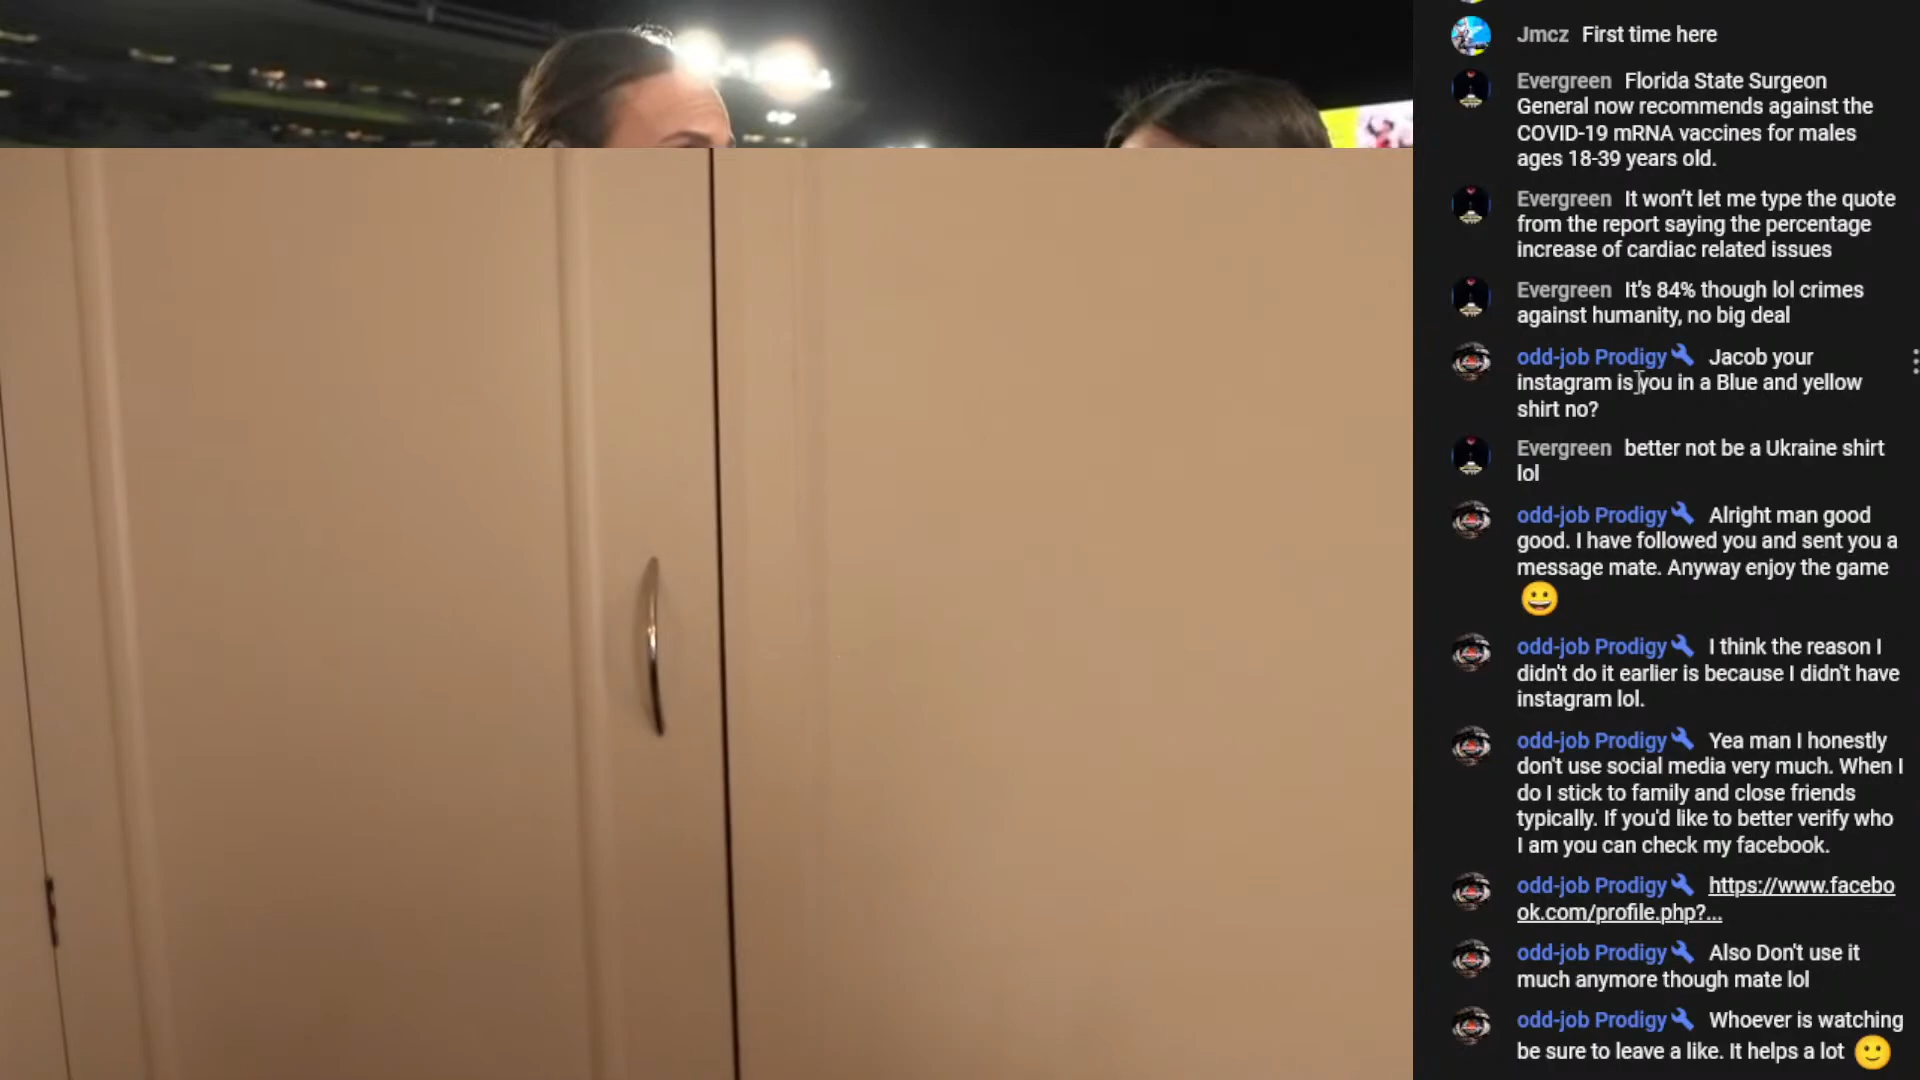 Jmcz First time here
Evergreen Florida State Surgeon
General now recommends against the
COVID-19 mRNA vaccines for males
ages 18-39 years old.
Evergreen It won't let me type the quote
from the report saying the percentage
increase of cardiac related issues
Evergreen It's 84% though lol crimes
against humanity, no big deal
odd-job Prodigy Jacob your
instagram is you in a Blue and yellow
shirt no?
Evergreen better not be a Ukraine shirt
lol
odd-job Prodigy Alright man good
good. I have followed you and sent you a
message mate. Anyway enjoy the game
😀
odd-job Prodigy I think the reason I
didn't do it earlier is because I didn't have
instagram lol.
odd-job Prodigy Yea man I honestly
don't use social media very much. When I
do I stick to family and close friends
typically. If you'd like to better verify who
I am you can check my facebook.
odd-job Prodigy https://www.facebo
ok.com/profile.php?...
odd-job Prodigy Also Don't use it
much anymore though mate lol
odd-job Prodigy Whoever is watching
be sure to leave a like. It helps a lot 🙂